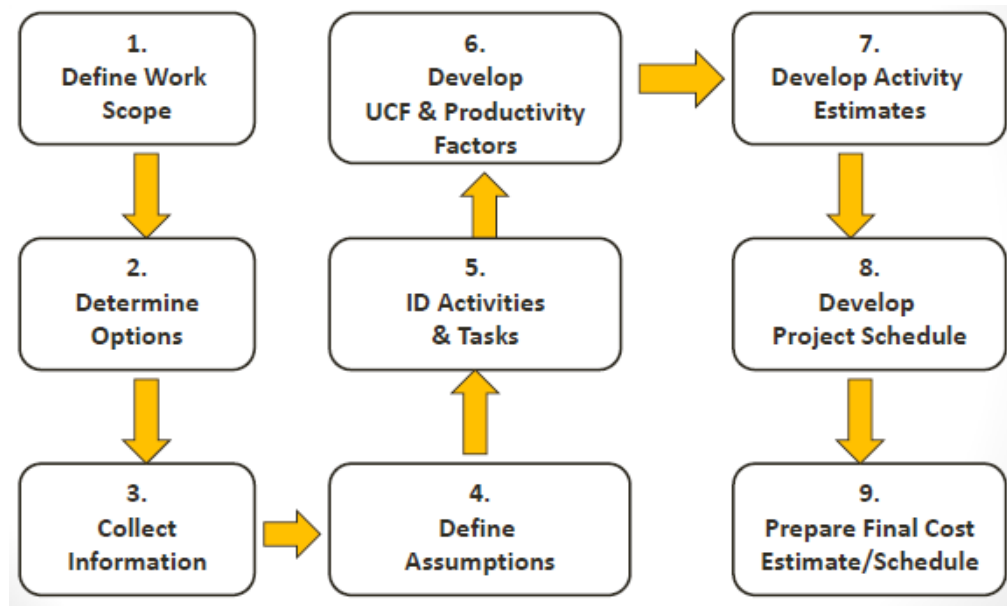 1.
Define Work
Scope
2.
Determine
Options
3.
Collect
Information
4.
Define
Assumptions
5.
ID Activities
& Tasks
6.
Develop
UCF & Productivity
Factors
7.
Develop Activity
Estimates
8.
Develop
Project Schedule
9.
Prepare Final Cost
Estimate/Schedule